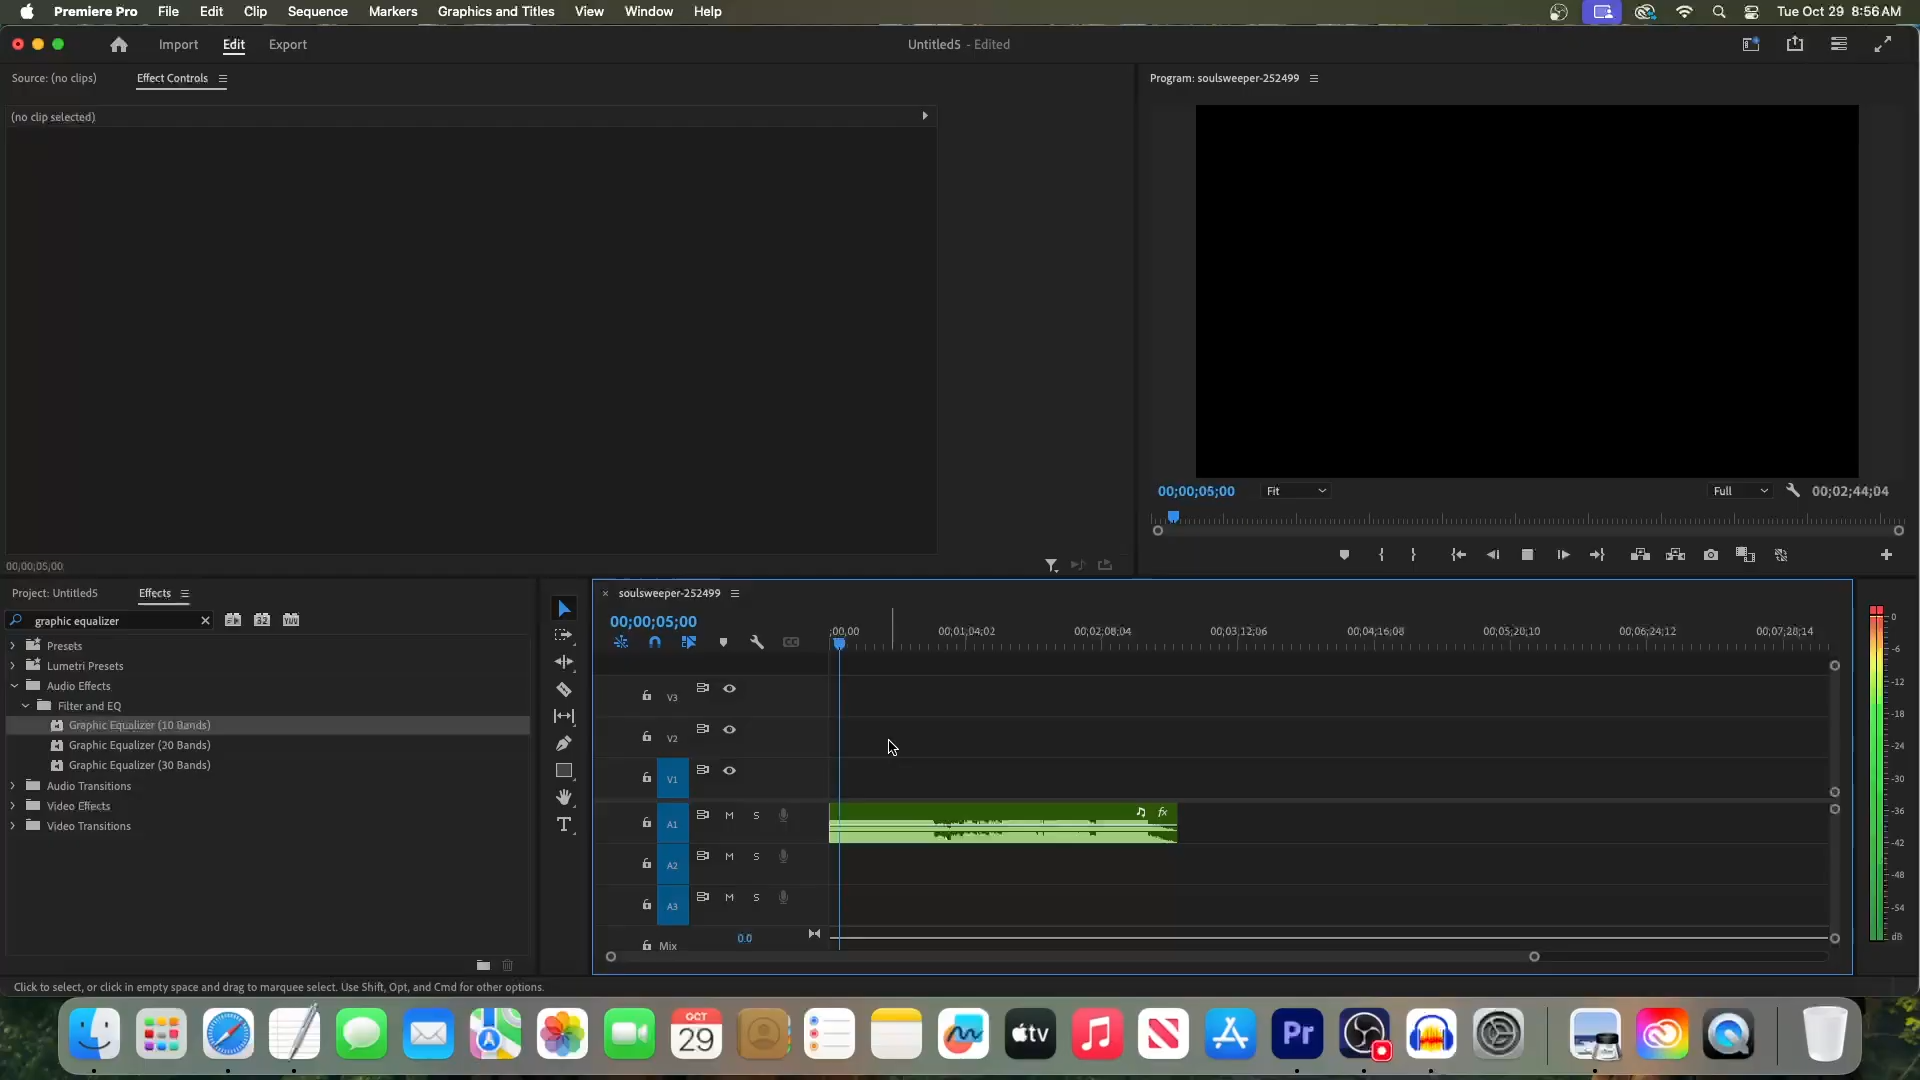 Premiere Pro File Edit Clip Sequence Markers Graphics and Titles View Window Help Tue Oct 29 8:56 AM
Import Edit Export Untitled5 - Edited
Source: (no clips) Effect Controls Program: soulsweeper-252499
(no clip selected)
00;00;05;00 Fit Full 00;02;44;04
00;00;05;00
Project: Untitled5 Effects
graphic equalizer
32
YUV
Presets
Lumetri Presets
Audio Effects
Filter and EQ
Graphic Equalizer (10 Bands)
Graphic Equalizer (20 Bands)
Graphic Equalizer (30 Bands)
Audio Transitions
Video Effects
Video Transitions
T
soulsweeper-252499
00;00;05;00
;00;00 00;01;04;02 00;02;08;04 00;03;12;06 00;04;16;08 00;05;20;10 00;06;24;12 00;07;28;14
CC
V3
V2
V1
A1 M S fx
A2 M S
A3 M S
Mix 0.0
0
-6
-12
-18
-24
-30
-36
-42
-48
-54
dB
Click to select, or click in empty space and drag to marquee select. Use Shift, Opt, and Cmd for other options.
OCT
29
tv
Pr